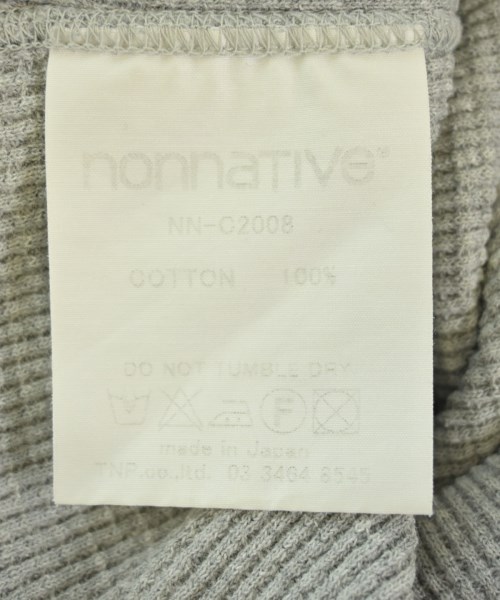 nonnative®
NN-C2008
COTTON 100%
DO NOT TUMBLE DRY
F
made in Japan
TNP.co.,ltd. 03 3464 8545